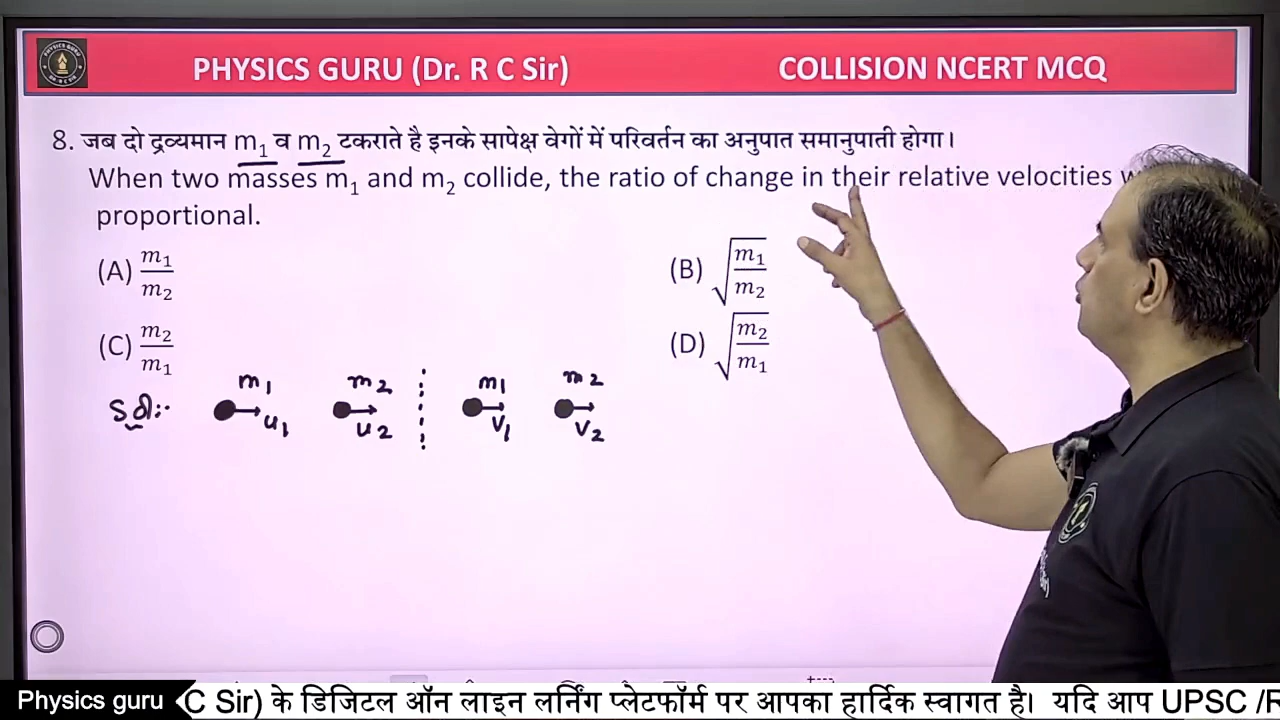 PHYSICS GURU (Dr. R C Sir)
COLLISION NCERT MCQ
8. जब दो द्रव्यमान m₁ व m₂ टकराते है इनके सापेक्ष वेगों में परिवर्तन का अनुपात समानुपाती होगा।
When two masses m₁ and m₂ collide, the ratio of change in their relative velocities
proportional.
(A) m₁/m₂
(B) √(m₁/m₂)
(C) m₂/m₁
(D) √(m₂/m₁)
m₁ m₂ m₁ m₂
u₁ u₂ v₁ v₂
Physics guru
C Sir) के डिजिटल ऑन लाइन लर्निंग प्लेटफॉर्म पर आपका हार्दिक स्वागत है। यदि आप UPSC /